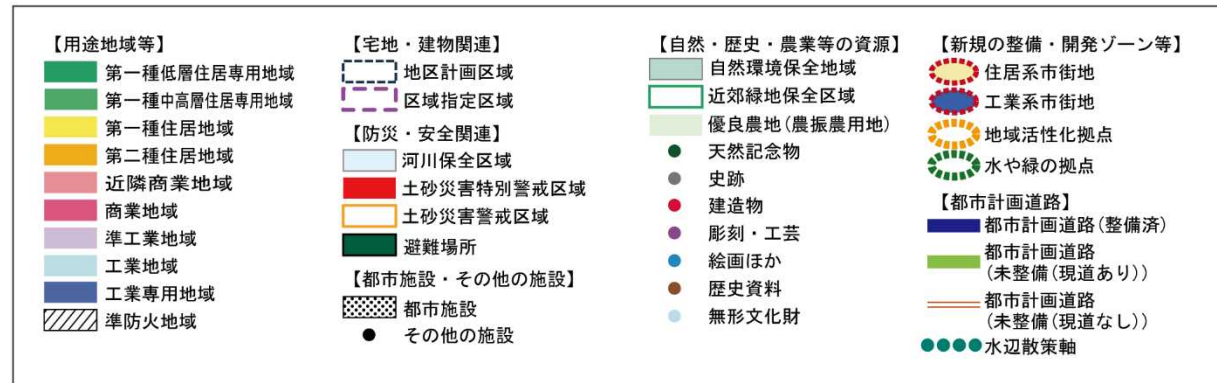 【用途地域等】
第一種低層住居専用地域
第一種中高層住居専用地域
第一種住居地域
第二種住居地域
近隣商業地域
商業地域
準工業地域
工業地域
工業専用地域
準防火地域
【宅地・建物関連】
地区計画区域
区域指定区域
【防災・安全関連】
河川保全区域
土砂災害特別警戒区域
土砂災害警戒区域
避難場所
【都市施設・その他の施設】
都市施設
その他の施設
【自然・歴史・農業等の資源】
自然環境保全地域
近郊緑地保全区域
優良農地(農振農用地)
天然記念物
史跡
建造物
彫刻・工芸
絵画ほか
歴史資料
無形文化財
【新規の整備・開発ゾーン等】
住居系市街地
工業系市街地
地域活性化拠点
水や緑の拠点
【都市計画道路】
都市計画道路(整備済)
都市計画道路
(未整備(現道あり))
都市計画道路
(未整備(現道なし))
水辺散策軸